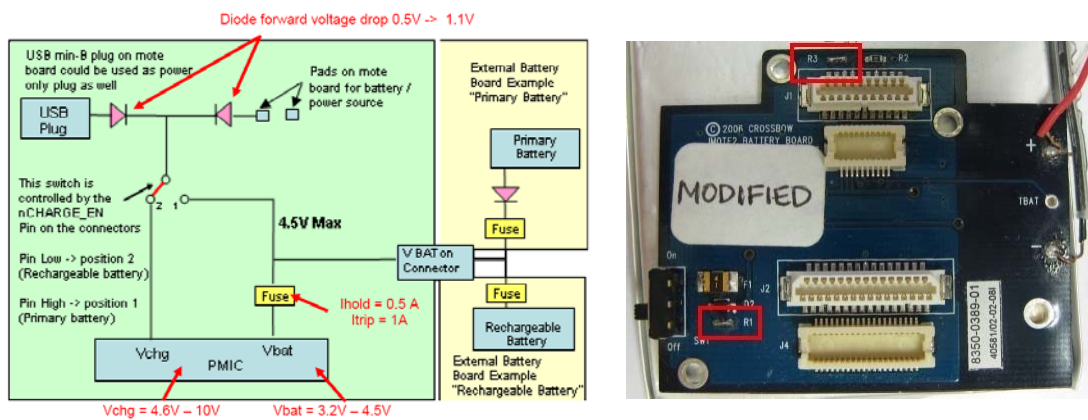 Diode forward voltage drop 0.5V -> 1.1V
USB min-B plug on mote
board could be used as power
only plug as well
USB
Plug
Pads on mote
board for battery /
power source
This switch is
controlled by the
nCHARGE_EN
Pin on the connectors
2
1
Pin Low -> position 2
(Rechargeable battery)
Pin High -> position 1
(Primary battery)
4.5V Max
Fuse
Ihold = 0.5 A
Itrip = 1A
Vchg
Vbat
PMIC
Vchg = 4.6V – 10V
Vbat = 3.2V – 4.5V
V BAT on
Connector
External Battery
Board Example
"Primary Battery"
Primary
Battery
Fuse
Fuse
Rechargeable
Battery
External Battery
Board Example
"Rechargeable Battery"
R3
R2
J1
© 2006 CROSSBOW
IMOTE2 BATTERY BOARD
MODIFIED
+
TBAT
-
On
F1
J2
D2
R1
Off
SW1
J4
8350-0389-01
40581/02-02-08I